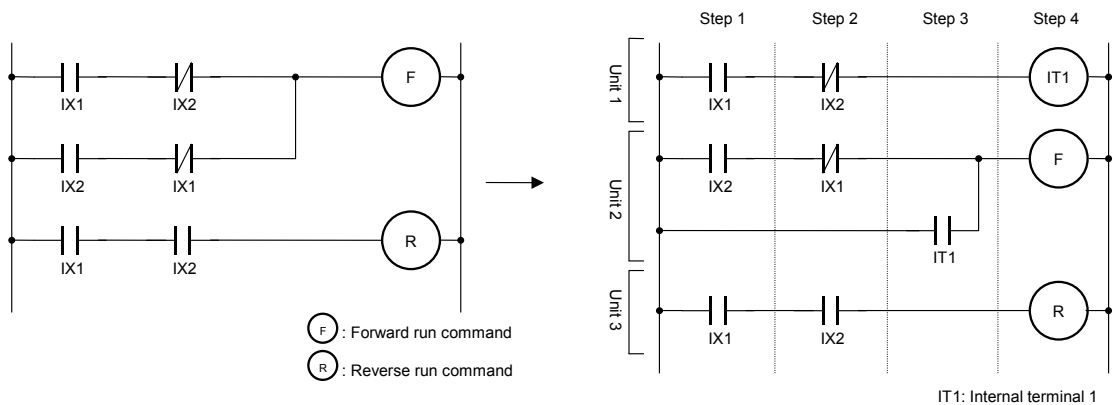 F
IX1 IX2
IX2 IX1
R
IX1 IX2
F : Forward run command
R : Reverse run command
Step 1 Step 2 Step 3 Step 4
Unit 1
IT1
IX1 IX2
Unit 2
F
IX2 IX1
IT1
Unit 3
R
IX1 IX2
IT1: Internal terminal 1